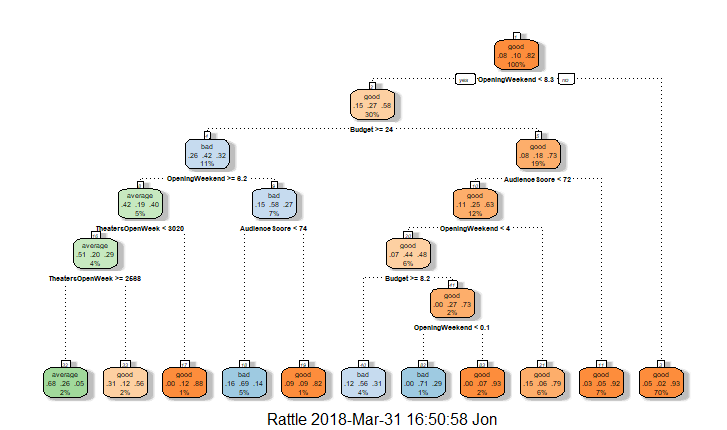 1
good
.08 .10 .82
100%
yes OpeningWeekend < 8.3 no
2
good
.15 .27 .58
30%
Budget >= 24
4
bad
.26 .42 .32
11%
5
good
.08 .18 .73
19%
OpeningWeekend >= 6.2
AudienceScore < 72
8
average
.42 .19 .40
5%
9
bad
.15 .58 .27
7%
10
good
.11 .25 .63
12%
TheatersOpenWeek < 3020
AudienceScore < 74
OpeningWeekend < 4
16
average
.51 .20 .29
4%
20
good
.07 .44 .48
6%
TheatersOpenWeek >= 2568
Budget >= 8.2
41
good
.00 .27 .73
2%
OpeningWeekend < 0.1
32
average
.68 .26 .05
2%
33
good
.31 .12 .56
2%
17
good
.00 .12 .88
1%
18
bad
.16 .69 .14
5%
19
good
.09 .09 .82
1%
40
bad
.12 .56 .31
4%
82
bad
.00 .71 .29
1%
83
good
.00 .07 .93
2%
21
good
.15 .06 .79
6%
11
good
.03 .05 .92
7%
3
good
.05 .02 .93
70%
Rattle 2018-Mar-31 16:50:58 Jon